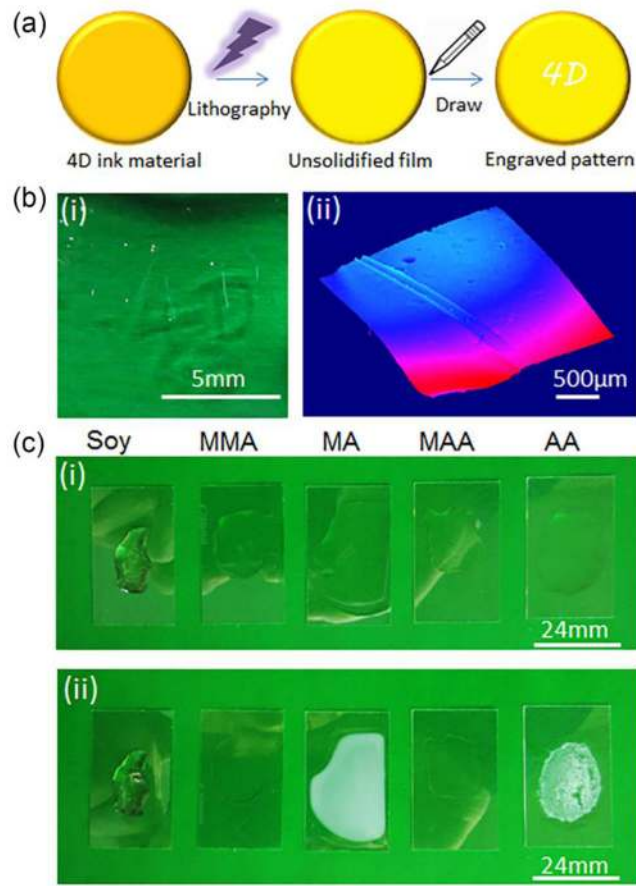 (a)
4D
Lithography
Draw
4D ink material
Unsolidified film
Engraved pattern
(b)
(i)
5mm
(ii)
500μm
(c)
Soy MMA MA MAA AA
(i)
24mm
(ii)
24mm